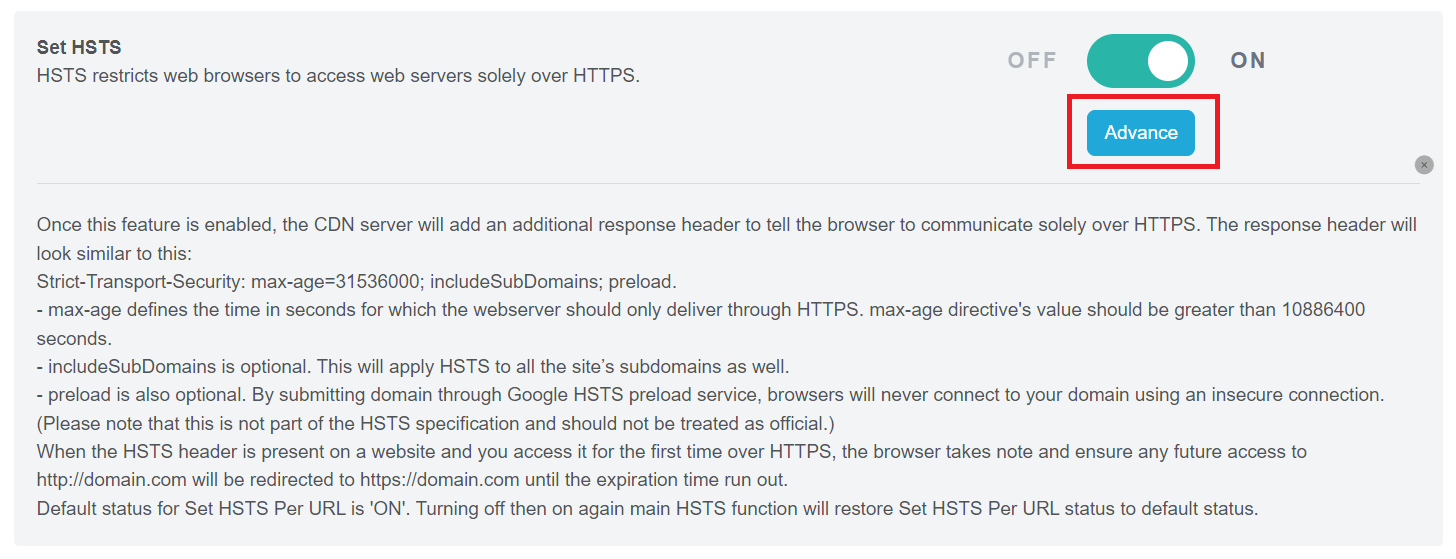 Set HSTS
HSTS restricts web browsers to access web servers solely over HTTPS.
OFF
ON
Advance
Once this feature is enabled, the CDN server will add an additional response header to tell the browser to communicate solely over HTTPS. The response header will
look similar to this:
Strict-Transport-Security: max-age=31536000; includeSubDomains; preload.
- max-age defines the time in seconds for which the webserver should only deliver through HTTPS. max-age directive's value should be greater than 10886400
seconds.
- includeSubDomains is optional. This will apply HSTS to all the site’s subdomains as well.
- preload is also optional. By submitting domain through Google HSTS preload service, browsers will never connect to your domain using an insecure connection.
(Please note that this is not part of the HSTS specification and should not be treated as official.)
When the HSTS header is present on a website and you access it for the first time over HTTPS, the browser takes note and ensure any future access to
http://domain.com will be redirected to https://domain.com until the expiration time run out.
Default status for Set HSTS Per URL is 'ON'. Turning off then on again main HSTS function will restore Set HSTS Per URL status to default status.